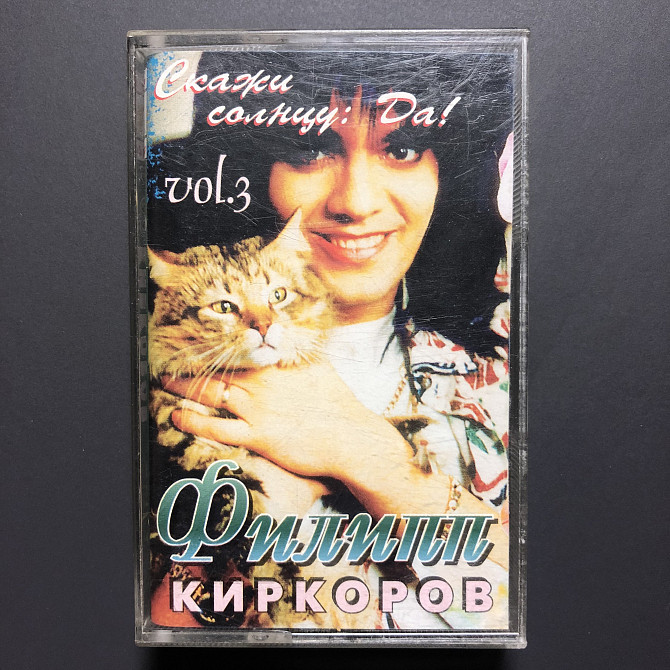 Скажи
солнцу: Да!
vol.3
Филипп
КИРКОРОВ